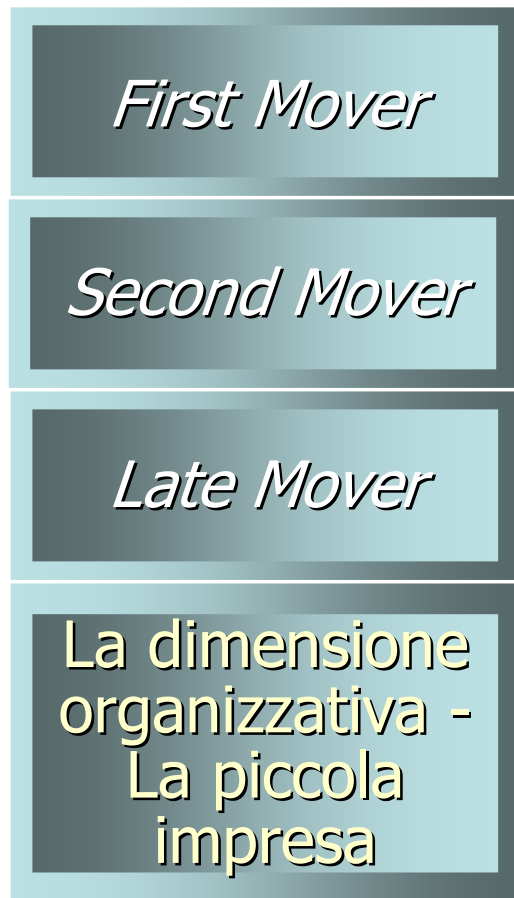 First Mover
Second Mover
Late Mover
La dimensione
organizzativa -
La piccola
impresa